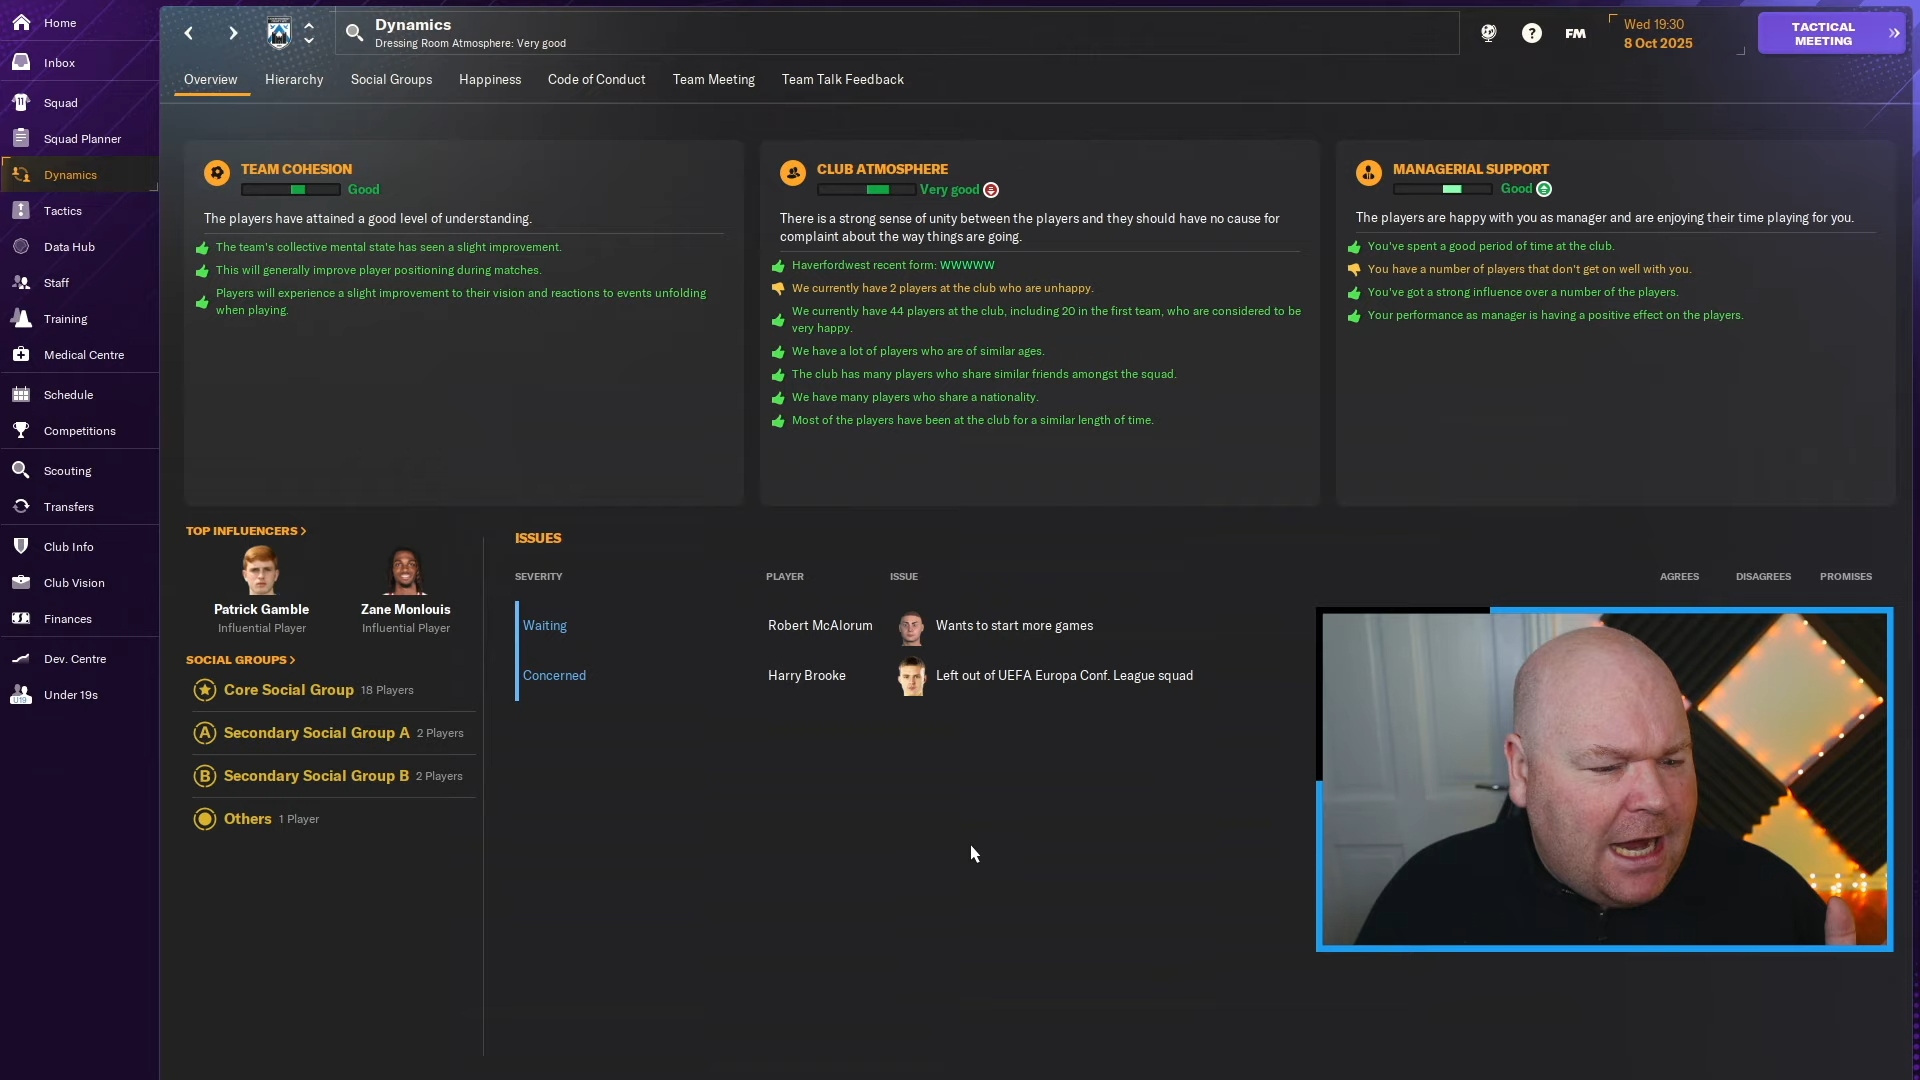 Home
Inbox
Squad
Squad Planner
Dynamics
Tactics
Data Hub
Staff
Training
Medical Centre
Schedule
Competitions
Scouting
Transfers
Club Info
Club Vision
Finances
Dev. Centre
U19
Under 19s
Dynamics
Dressing Room Atmosphere: Very good
?
FM
Wed 19:30
8 Oct 2025
TACTICAL
MEETING
Overview
Hierarchy
Social Groups
Happiness
Code of Conduct
Team Meeting
Team Talk Feedback
TEAM COHESION
Good
The players have attained a good level of understanding.
The team's collective mental state has seen a slight improvement.
This will generally improve player positioning during matches.
Players will experience a slight improvement to their vision and reactions to events unfolding
when playing.
CLUB ATMOSPHERE
Very good
There is a strong sense of unity between the players and they should have no cause for
complaint about the way things are going.
Haverfordwest recent form: WWWWW
We currently have 2 players at the club who are unhappy.
We currently have 44 players at the club, including 20 in the first team, who are considered to be
very happy.
We have a lot of players who are of similar ages.
The club has many players who share similar friends amongst the squad.
We have many players who share a nationality.
Most of the players have been at the club for a similar length of time.
MANAGERIAL SUPPORT
Good
The players are happy with you as manager and are enjoying their time playing for you.
You've spent a good period of time at the club.
You have a number of players that don't get on well with you.
You've got a strong influence over a number of the players.
Your performance as manager is having a positive effect on the players.
TOP INFLUENCERS >
Patrick Gamble
Influential Player
Zane Monlouis
Influential Player
SOCIAL GROUPS >
Core Social Group 18 Players
A Secondary Social Group A 2 Players
B Secondary Social Group B 2 Players
Others 1 Player
ISSUES
SEVERITY PLAYER ISSUE AGREES DISAGREES PROMISES
Waiting Robert McAlorum Wants to start more games
Concerned Harry Brooke Left out of UEFA Europa Conf. League squad